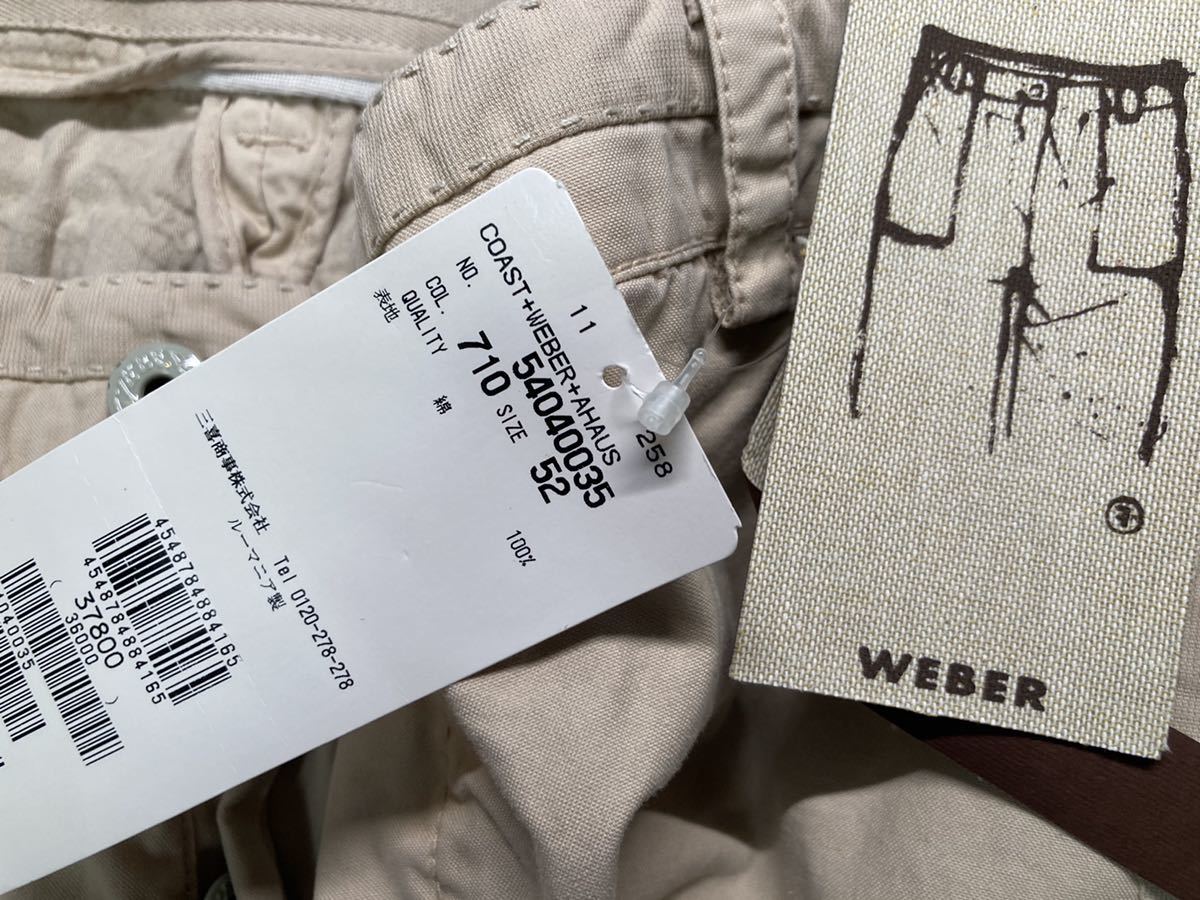 11
258
COAST+WEBER+AHAUS
NO. 54040035
COL. 710 SIZE 52
QUALITY
表地 綿 100%
三喜商事株式会社 Tel 0120-278-278
ルーマニア製
4548784884165
4548784884165
37800
( 36000 )
4040035
WEBER